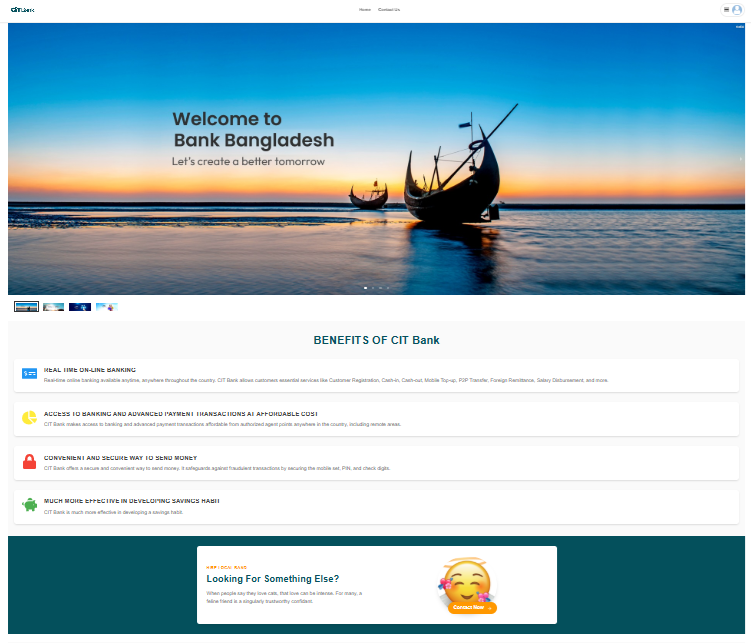 CIT Bank
Home Contact Us
Welcome to
Bank Bangladesh
Let's create a better tomorrow
BENEFITS OF CIT Bank
REAL TIME ON-LINE BANKING
Real-time online banking available anytime, anywhere throughout the country. CIT Bank allows customers essential services like Customer Registration, Cash-in, Cash-out, Mobile Top-up, P2P Transfer, Foreign Remittance, Salary Disbursement, and more.
ACCESS TO BANKING AND ADVANCED PAYMENT TRANSACTIONS AT AFFORDABLE COST
CIT Bank makes access to banking and advanced payment transactions affordable from authorized agent points anywhere in the country, including remote areas.
CONVENIENT AND SECURE WAY TO SEND MONEY
CIT Bank offers a secure and convenient way to send money. It safeguards against fraudulent transactions by securing the mobile set, PIN, and check digits.
MUCH MORE EFFECTIVE IN DEVELOPING SAVINGS HABIT
CIT Bank is much more effective in developing a savings habit.
Looking For Something Else?
When people say they love cats, that love can be intense. For many, a
feline friend is a singularly trustworthy confidant.
Contact Now